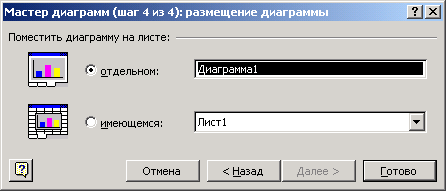 Мастер диаграмм (шаг 4 из 4): размещение диаграммы
Поместить диаграмму на листе:
отдельном: Диаграмма1
имеющемся: Лист1
? Отмена < Назад Далее > Готово